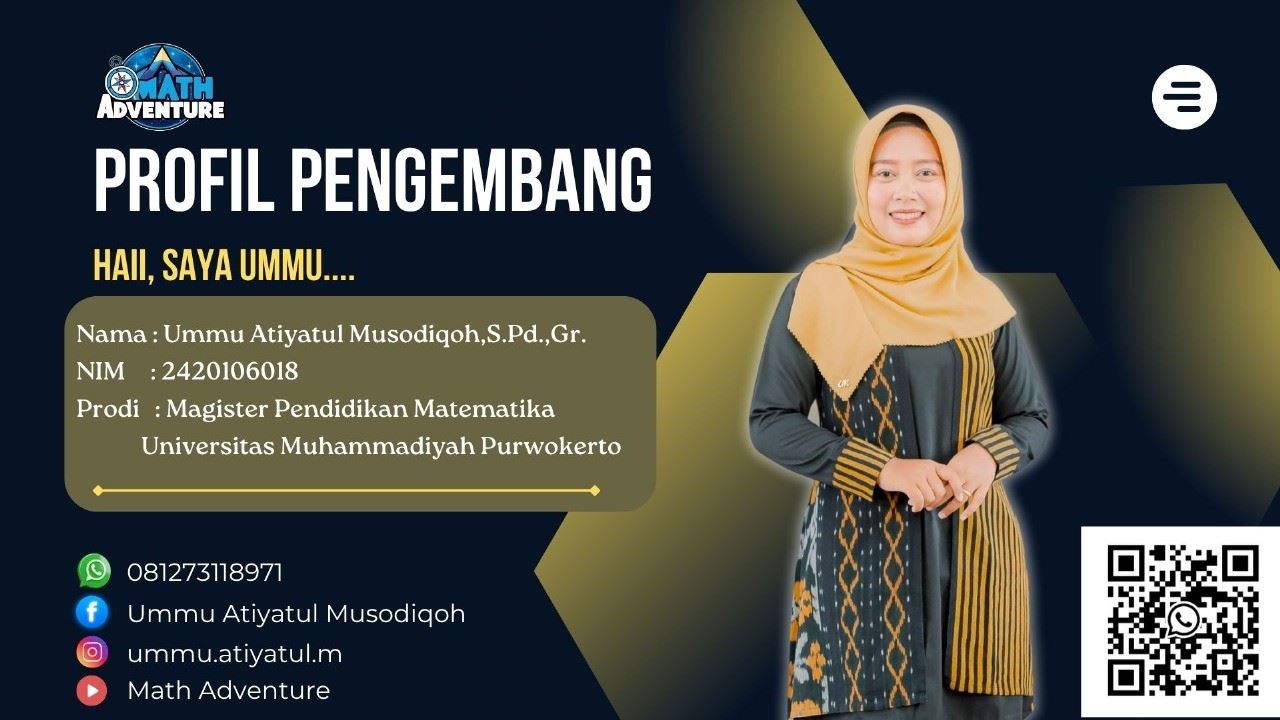 MATH
ADVENTURE
PROFIL PENGEMBANG
HAII, SAYA UMMU....
Nama : Ummu Atiyatul Musodiqoh,S.Pd.,Gr.
NIM : 2420106018
Prodi : Magister Pendidikan Matematika
Universitas Muhammadiyah Purwokerto
081273118971
Ummu Atiyatul Musodiqoh
ummu.atiyatul.m
Math Adventure